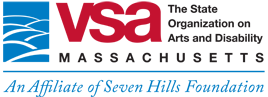 vsa
The State
Organization on
Arts and Disability
MASSACHUSETTS
An Affiliate of Seven Hills Foundation